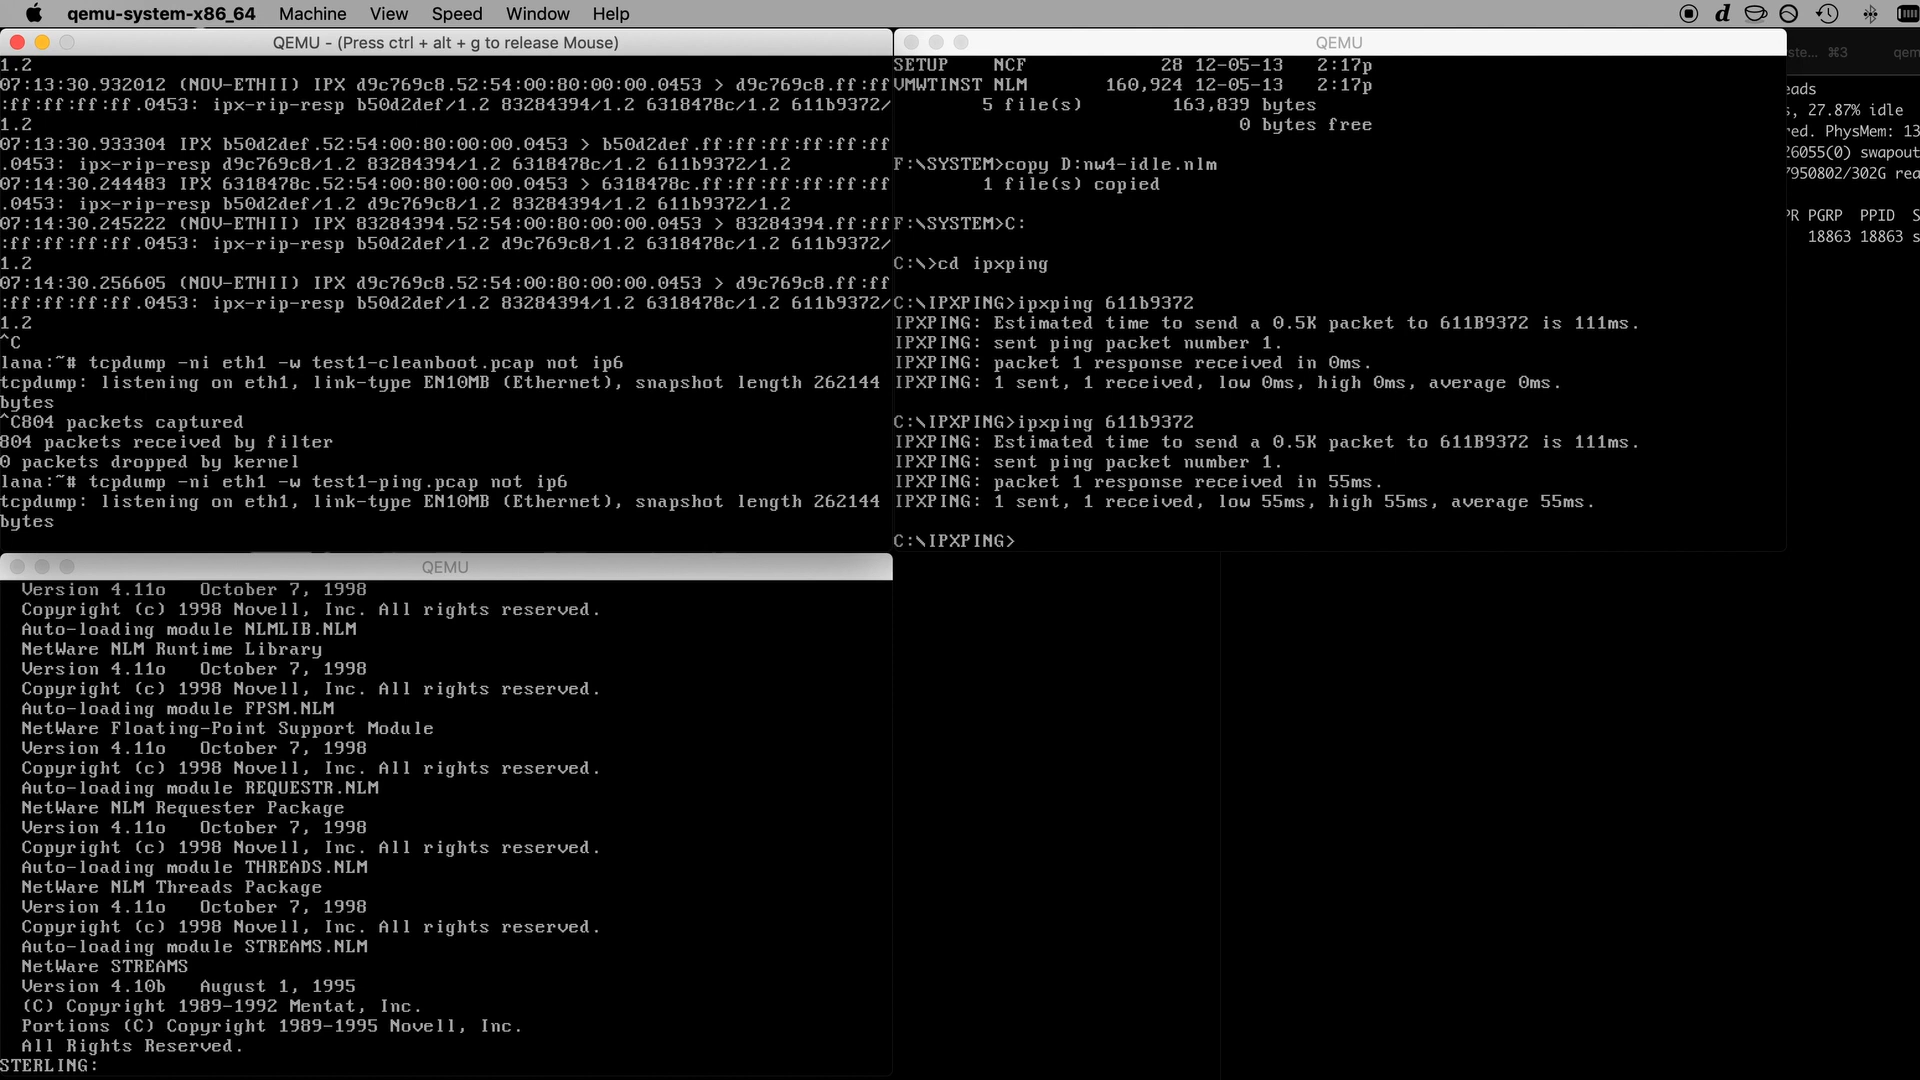 qemu-system-x86_64 Machine View Speed Window Help
QEMU - (Press ctrl + alt + g to release Mouse)
1.2
07:13:30.932012 (NOV-ETHII) IPX d9c769c8.52:54:00:80:00:00.0453 > d9c769c8.ff:ff
:ff:ff:ff:ff.0453: ipx-rip-resp b50d2def/1.2 83284394/1.2 6318478c/1.2 611b9372/
1.2
07:13:30.933304 IPX b50d2def.52:54:00:80:00:00.0453 > b50d2def.ff:ff:ff:ff:ff:ff
.0453: ipx-rip-resp d9c769c8/1.2 83284394/1.2 6318478c/1.2 611b9372/1.2
07:14:30.244483 IPX 6318478c.52:54:00:80:00:00.0453 > 6318478c.ff:ff:ff:ff:ff:ff
.0453: ipx-rip-resp b50d2def/1.2 d9c769c8/1.2 83284394/1.2 611b9372/1.2
07:14:30.245222 (NOV-ETHII) IPX 83284394.52:54:00:80:00:00.0453 > 83284394.ff:ff
:ff:ff:ff:ff.0453: ipx-rip-resp b50d2def/1.2 d9c769c8/1.2 6318478c/1.2 611b9372/
1.2
07:14:30.256605 (NOV-ETHII) IPX d9c769c8.52:54:00:80:00:00.0453 > d9c769c8.ff:ff
:ff:ff:ff:ff.0453: ipx-rip-resp b50d2def/1.2 83284394/1.2 6318478c/1.2 611b9372/
1.2
^C
lana:~# tcpdump -ni eth1 -w test1-cleanboot.pcap not ip6
tcpdump: listening on eth1, link-type EN10MB (Ethernet), snapshot length 262144
bytes
^C804 packets captured
804 packets received by filter
0 packets dropped by kernel
lana:~# tcpdump -ni eth1 -w test1-ping.pcap not ip6
tcpdump: listening on eth1, link-type EN10MB (Ethernet), snapshot length 262144
bytes
QEMU
SETUP NCF 28 12-05-13 2:17p
VMWTINST NLM 160,924 12-05-13 2:17p
5 file(s) 163,839 bytes
0 bytes free
F:\SYSTEM>copy D:nw4-idle.nlm
1 file(s) copied
F:\SYSTEM>C:
C:\>cd ipxping
C:\IPXPING>ipxping 611b9372
IPXPING: Estimated time to send a 0.5K packet to 611B9372 is 111ms.
IPXPING: sent ping packet number 1.
IPXPING: packet 1 response received in 0ms.
IPXPING: 1 sent, 1 received, low 0ms, high 0ms, average 0ms.
C:\IPXPING>ipxping 611b9372
IPXPING: Estimated time to send a 0.5K packet to 611B9372 is 111ms.
IPXPING: sent ping packet number 1.
IPXPING: packet 1 response received in 55ms.
IPXPING: 1 sent, 1 received, low 55ms, high 55ms, average 55ms.
C:\IPXPING>
ste... ⌘3 qem
eads
s, 27.87% idle
red. PhysMem: 13
26055(0) swapout
7950802/302G rea
PR PGRP PPID S
18863 18863 s
QEMU
Version 4.11o October 7, 1998
Copyright (c) 1998 Novell, Inc. All rights reserved.
Auto-loading module NLMLIB.NLM
NetWare NLM Runtime Library
Version 4.11o October 7, 1998
Copyright (c) 1998 Novell, Inc. All rights reserved.
Auto-loading module FPSM.NLM
NetWare Floating-Point Support Module
Version 4.11o October 7, 1998
Copyright (c) 1998 Novell, Inc. All rights reserved.
Auto-loading module REQUESTR.NLM
NetWare NLM Requester Package
Version 4.11o October 7, 1998
Copyright (c) 1998 Novell, Inc. All rights reserved.
Auto-loading module THREADS.NLM
NetWare NLM Threads Package
Version 4.11o October 7, 1998
Copyright (c) 1998 Novell, Inc. All rights reserved.
Auto-loading module STREAMS.NLM
NetWare STREAMS
Version 4.10b August 1, 1995
(C) Copyright 1989-1992 Mentat, Inc.
Portions (C) Copyright 1989-1995 Novell, Inc.
All Rights Reserved.
STERLING: